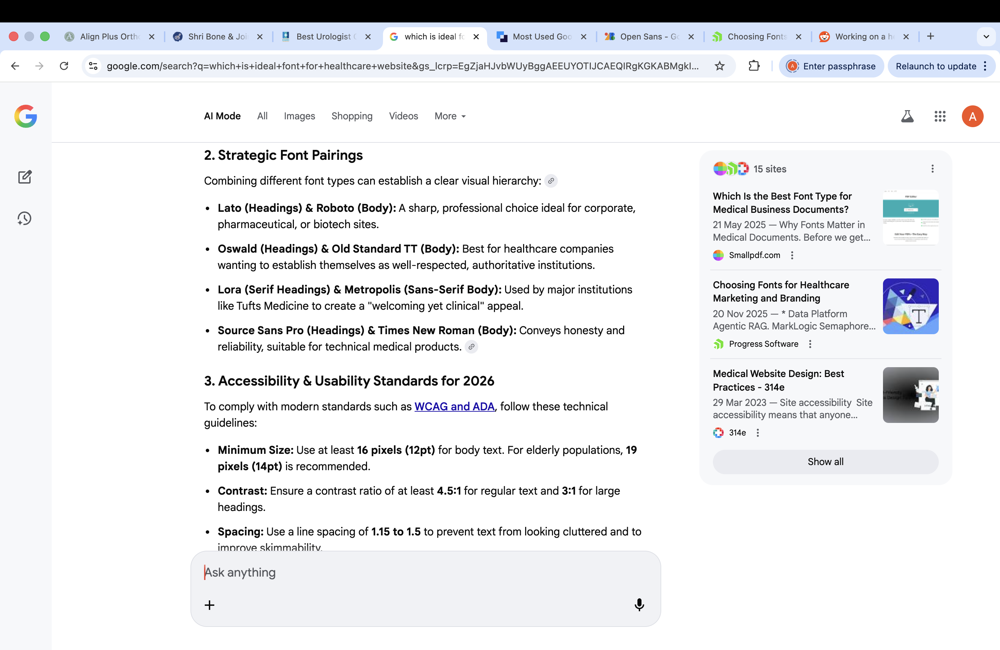 Align Plus Ortho
Shri Bone & Joi
Best Urologist
which is ideal fo
Most Used Goo
Open Sans - Go
Choosing Fonts
Working on a he
google.com/search?q=which+is+ideal+font+for+healthcare+website&gs_lcrp=EgZjaHJvbWUyBggAEEUYOTIJCAEQIRgKGKABMgkI...
Enter passphrase
Relaunch to update
AI Mode
All
Images
Shopping
Videos
More
A
2. Strategic Font Pairings
Combining different font types can establish a clear visual hierarchy:
• Lato (Headings) & Roboto (Body): A sharp, professional choice ideal for corporate,
pharmaceutical, or biotech sites.
• Oswald (Headings) & Old Standard TT (Body): Best for healthcare companies
wanting to establish themselves as well-respected, authoritative institutions.
• Lora (Serif Headings) & Metropolis (Sans-Serif Body): Used by major institutions
like Tufts Medicine to create a "welcoming yet clinical" appeal.
• Source Sans Pro (Headings) & Times New Roman (Body): Conveys honesty and
reliability, suitable for technical medical products.
3. Accessibility & Usability Standards for 2026
To comply with modern standards such as WCAG and ADA, follow these technical
guidelines:
• Minimum Size: Use at least 16 pixels (12pt) for body text. For elderly populations, 19
pixels (14pt) is recommended.
• Contrast: Ensure a contrast ratio of at least 4.5:1 for regular text and 3:1 for large
headings.
• Spacing: Use a line spacing of 1.15 to 1.5 to prevent text from looking cluttered and to
improve skimmability.
Ask anything
15 sites
Which Is the Best Font Type for
Medical Business Documents?
21 May 2025 — Why Fonts Matter in
Medical Documents. Before we get...
Smallpdf.com
Choosing Fonts for Healthcare
Marketing and Branding
20 Nov 2025 — * Data Platform
Agentic RAG. MarkLogic Semaphore...
Progress Software
Medical Website Design: Best
Practices - 314e
29 Mar 2023 — Site accessibility Site
accessibility means that anyone...
314e
Show all